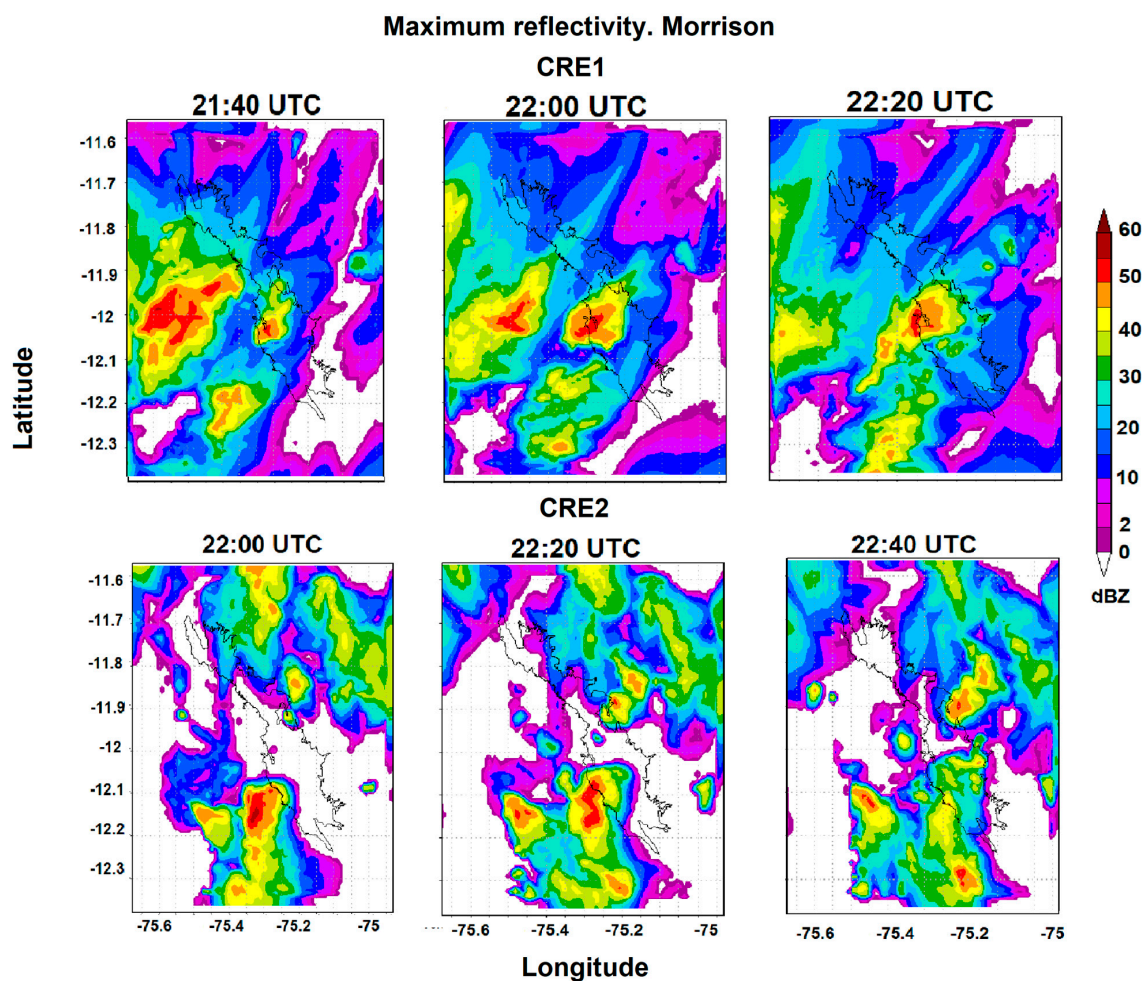 Maximum reflectivity. Morrison
CRE1
21:40 UTC
22:00 UTC
22:20 UTC
-11.6
-11.7
-11.8
-11.9
-12
-12.1
-12.2
-12.3
Latitude
60
50
40
30
20
10
2
0
dBZ
CRE2
22:00 UTC
22:20 UTC
22:40 UTC
-11.6
-11.7
-11.8
-11.9
-12
-12.1
-12.2
-12.3
-75.6 -75.4 -75.2 -75
-75.6 -75.4 -75.2 -75
-75.6 -75.4 -75.2 -75
Longitude